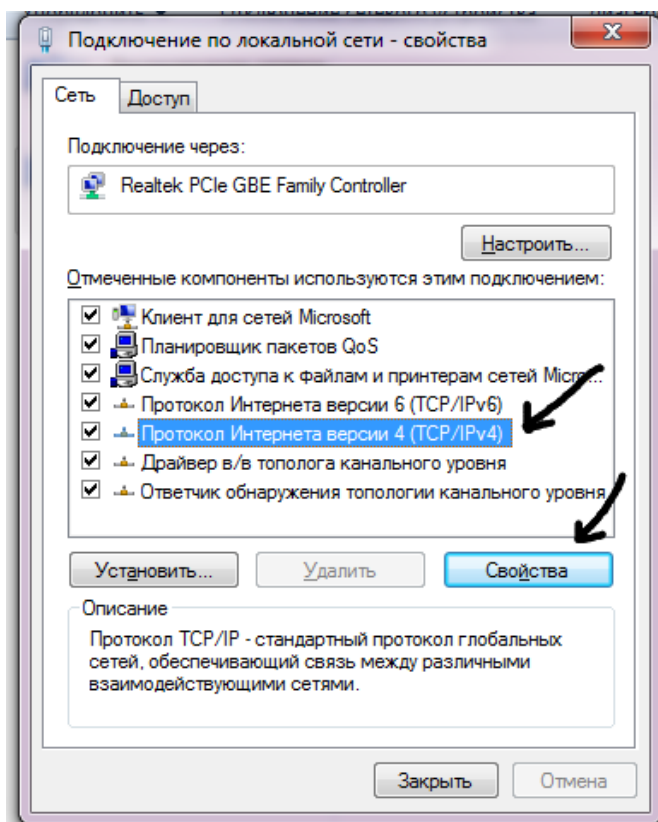 Подключение по локальной сети - свойства
Сеть
Доступ
Подключение через:
Realtek PCIe GBE Family Controller
Настроить...
Отмеченные компоненты используются этим подключением:
Клиент для сетей Microsoft
Планировщик пакетов QoS
Служба доступа к файлам и принтерам сетей Micro...
Протокол Интернета версии 6 (TCP/IPv6)
Протокол Интернета версии 4 (TCP/IPv4)
Драйвер в/в тополога канального уровня
Ответчик обнаружения топологии канального уровня
Установить...
Удалить
Свойства
Описание
Протокол TCP/IP - стандартный протокол глобальных
сетей, обеспечивающий связь между различными
взаимодействующими сетями.
Закрыть
Отмена